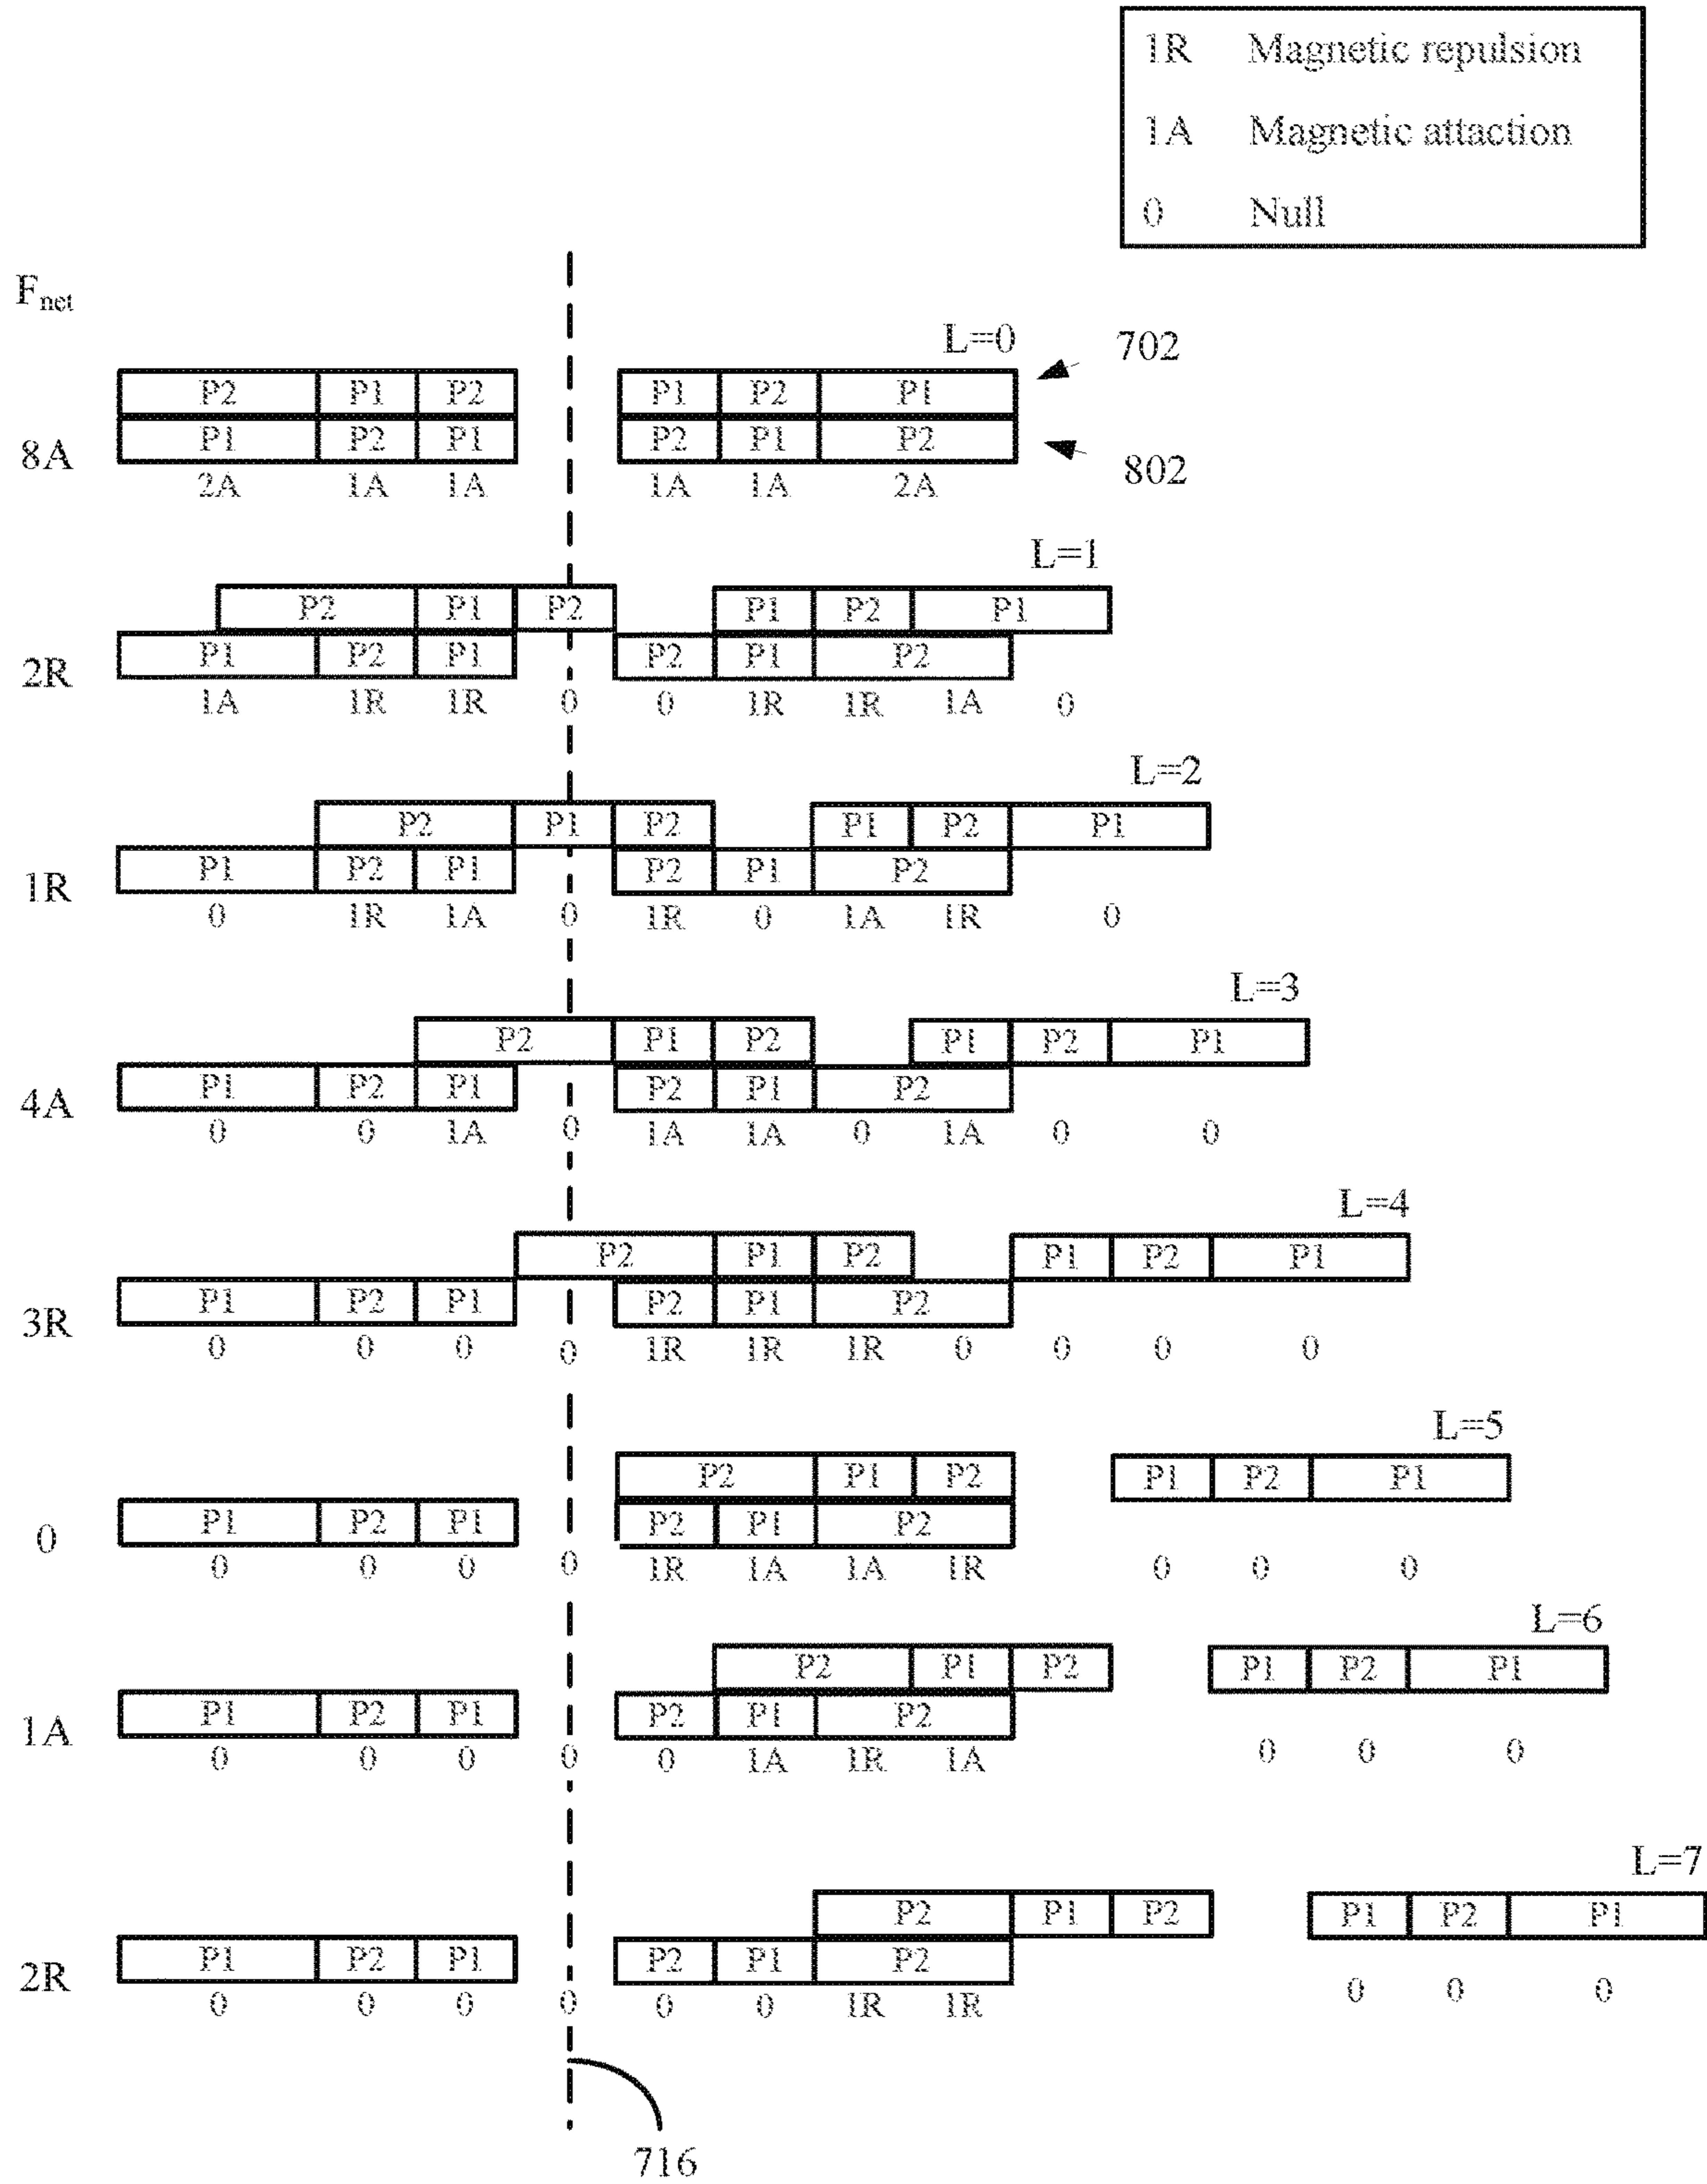 1R Magnetic repulsion
1A Magnetic attaction
0 Null
Fnet
L=0
702
P2 P1 P2 P1 P2 P1
P1 P2 P1 P2 P1 P2
8A
802
2A 1A 1A 1A 1A 2A
L=1
P2 P1 P2 P1 P2 P1
P1 P2 P1 P2 P1 P2
2R
1A 1R 1R 0 0 1R 1R 1A 0
L=2
P2 P1 P2 P1 P2 P1
P1 P2 P1 P2 P1 P2
1R
0 1R 1A 0 1R 0 1A 1R 0
L=3
P2 P1 P2 P1 P2 P1
P1 P2 P1 P2 P1 P2
4A
0 0 1A 0 1A 1A 0 1A 0 0
L=4
P2 P1 P2 P1 P2 P1
P1 P2 P1 P2 P1 P2
3R
0 0 0 0 1R 1R 1R 0 0 0 0
L=5
P2 P1 P2 P1 P2 P1
P1 P2 P1 P2 P1 P2
0
0 0 0 0 1R 1A 1A 1R 0 0 0
L=6
P2 P1 P2 P1 P2 P1
P1 P2 P1 P2 P1 P2
1A
0 0 0 0 0 1A 1R 1A 0 0 0
L=7
P2 P1 P2 P1 P2 P1
P1 P2 P1 P2 P1 P2
2R
0 0 0 0 0 0 1R 1R 0 0 0
716